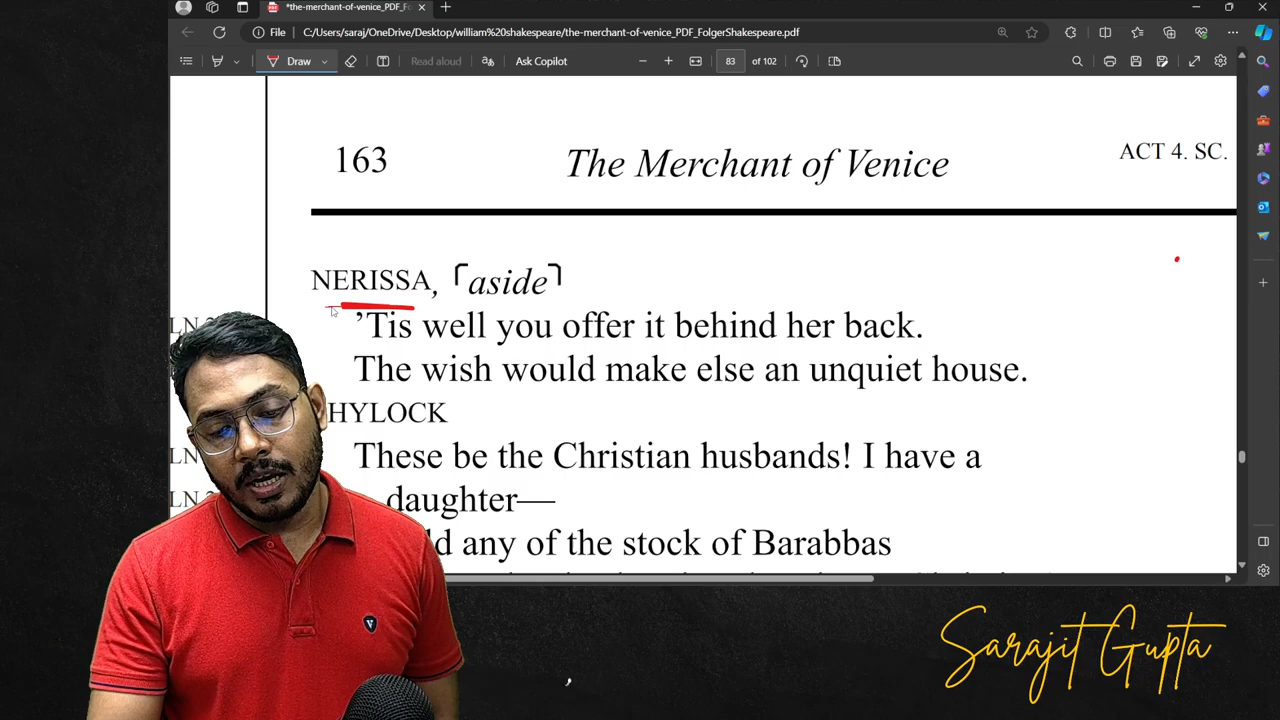 *the-merchant-of-venice_PDF_F
File
C:/Users/saraj/OneDrive/Desktop/william%20shakespeare/the-merchant-of-venice_PDF_FolgerShakespeare.pdf
Draw
Read aloud
Ask Copilot
83 of 102
163 The Merchant of Venice ACT 4. SC.
NERISSA, ⌜aside⌝
’Tis well you offer it behind her back.
The wish would make else an unquiet house.
HYLOCK
These be the Christian husbands! I have a
daughter—
any of the stock of Barabbas
Sarajit Gupta